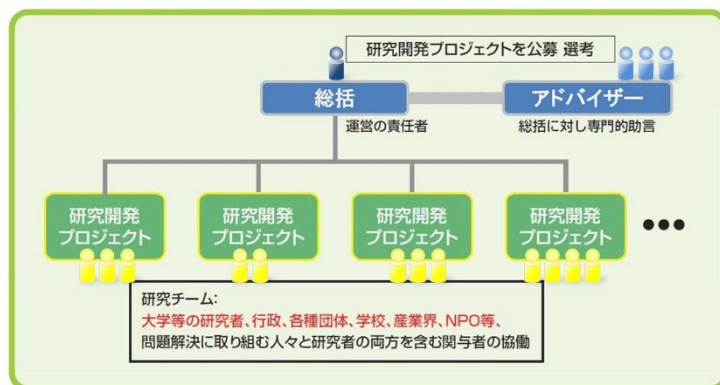 研究開発プロジェクトを公募 選考
総括
アドバイザー
運営の責任者
総括に対し専門的助言
研究開発
プロジェクト
研究開発
プロジェクト
研究開発
プロジェクト
研究開発
プロジェクト
●●●
研究チーム：
大学等の研究者、行政、各種団体、学校、産業界、NPO等、
問題解決に取り組む人々と研究者の両方を含む関与者の協働